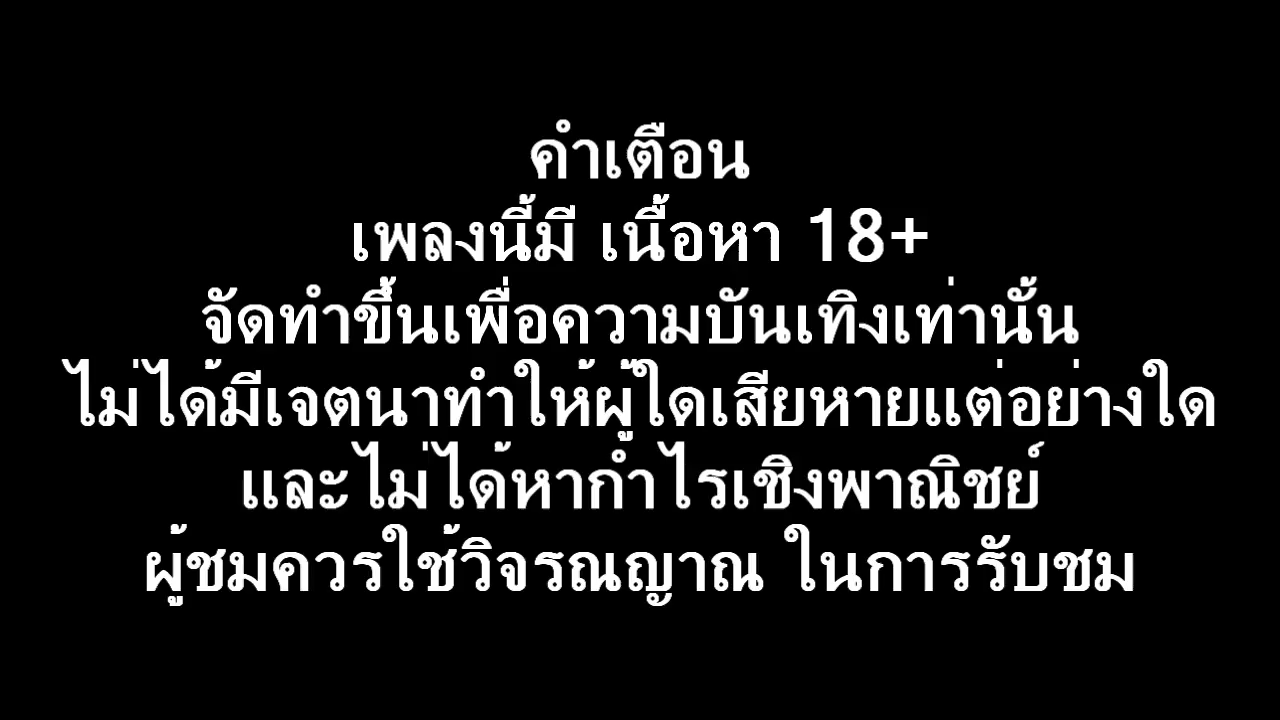 คำเตือน
เพลงนี้มี เนื้อหา 18+
จัดทำขึ้นเพื่อความบันเทิงเท่านั้น
ไม่ได้มีเจตนาทำให้ผู้ใดเสียหายแต่อย่างใด
และไม่ได้หากำไรเชิงพาณิชย์
ผู้ชมควรใช้วิจรณญาณ ในการรับชม